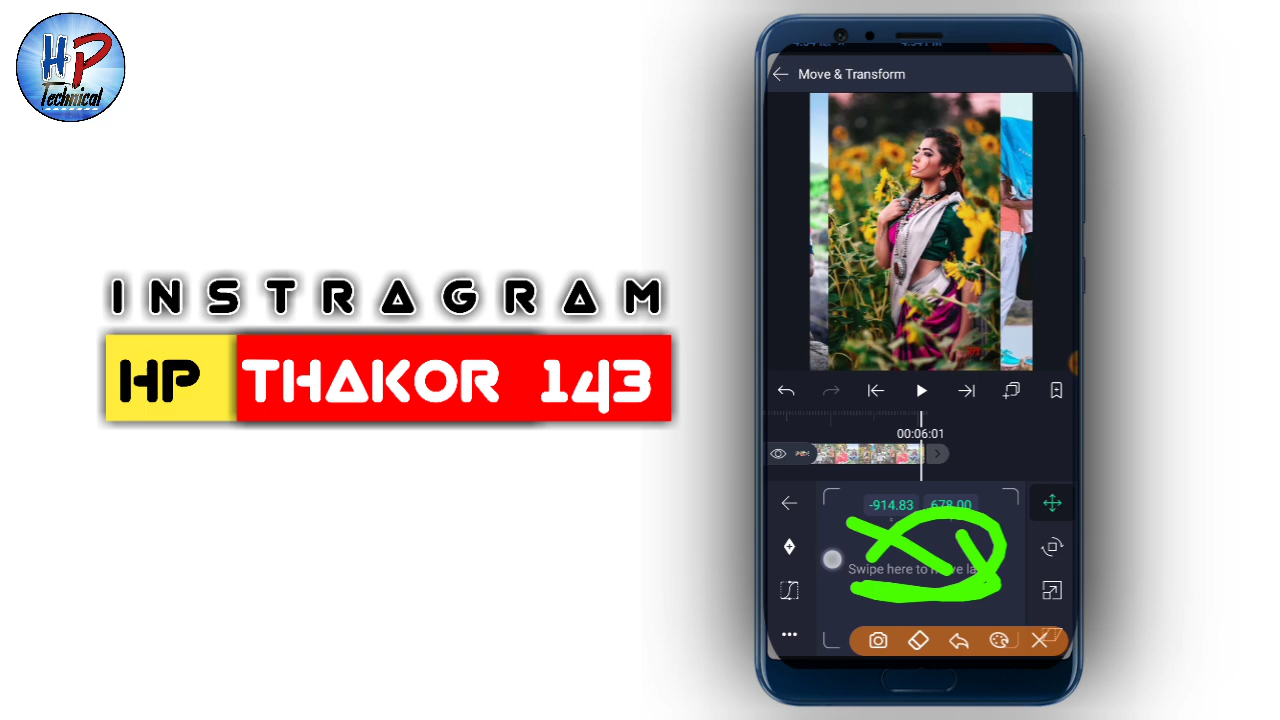 HP
Technical
Move & Transform
INSTRAGRAM
HP THAKOR 143
00:06:01
-914.83 678.00
Swipe here to